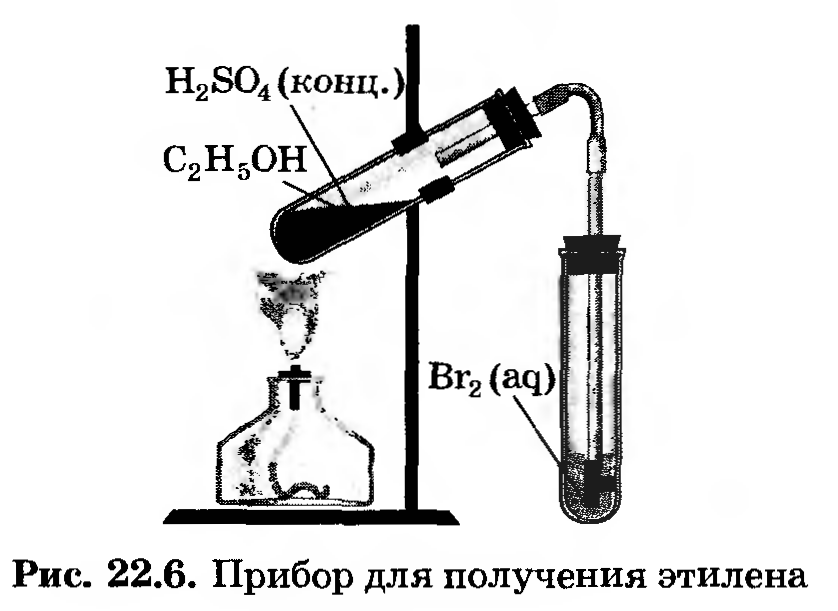 H₂SO₄ (конц.)
C₂H₅OH
Br₂ (aq)
Рис. 22.6. Прибор для получения этилена